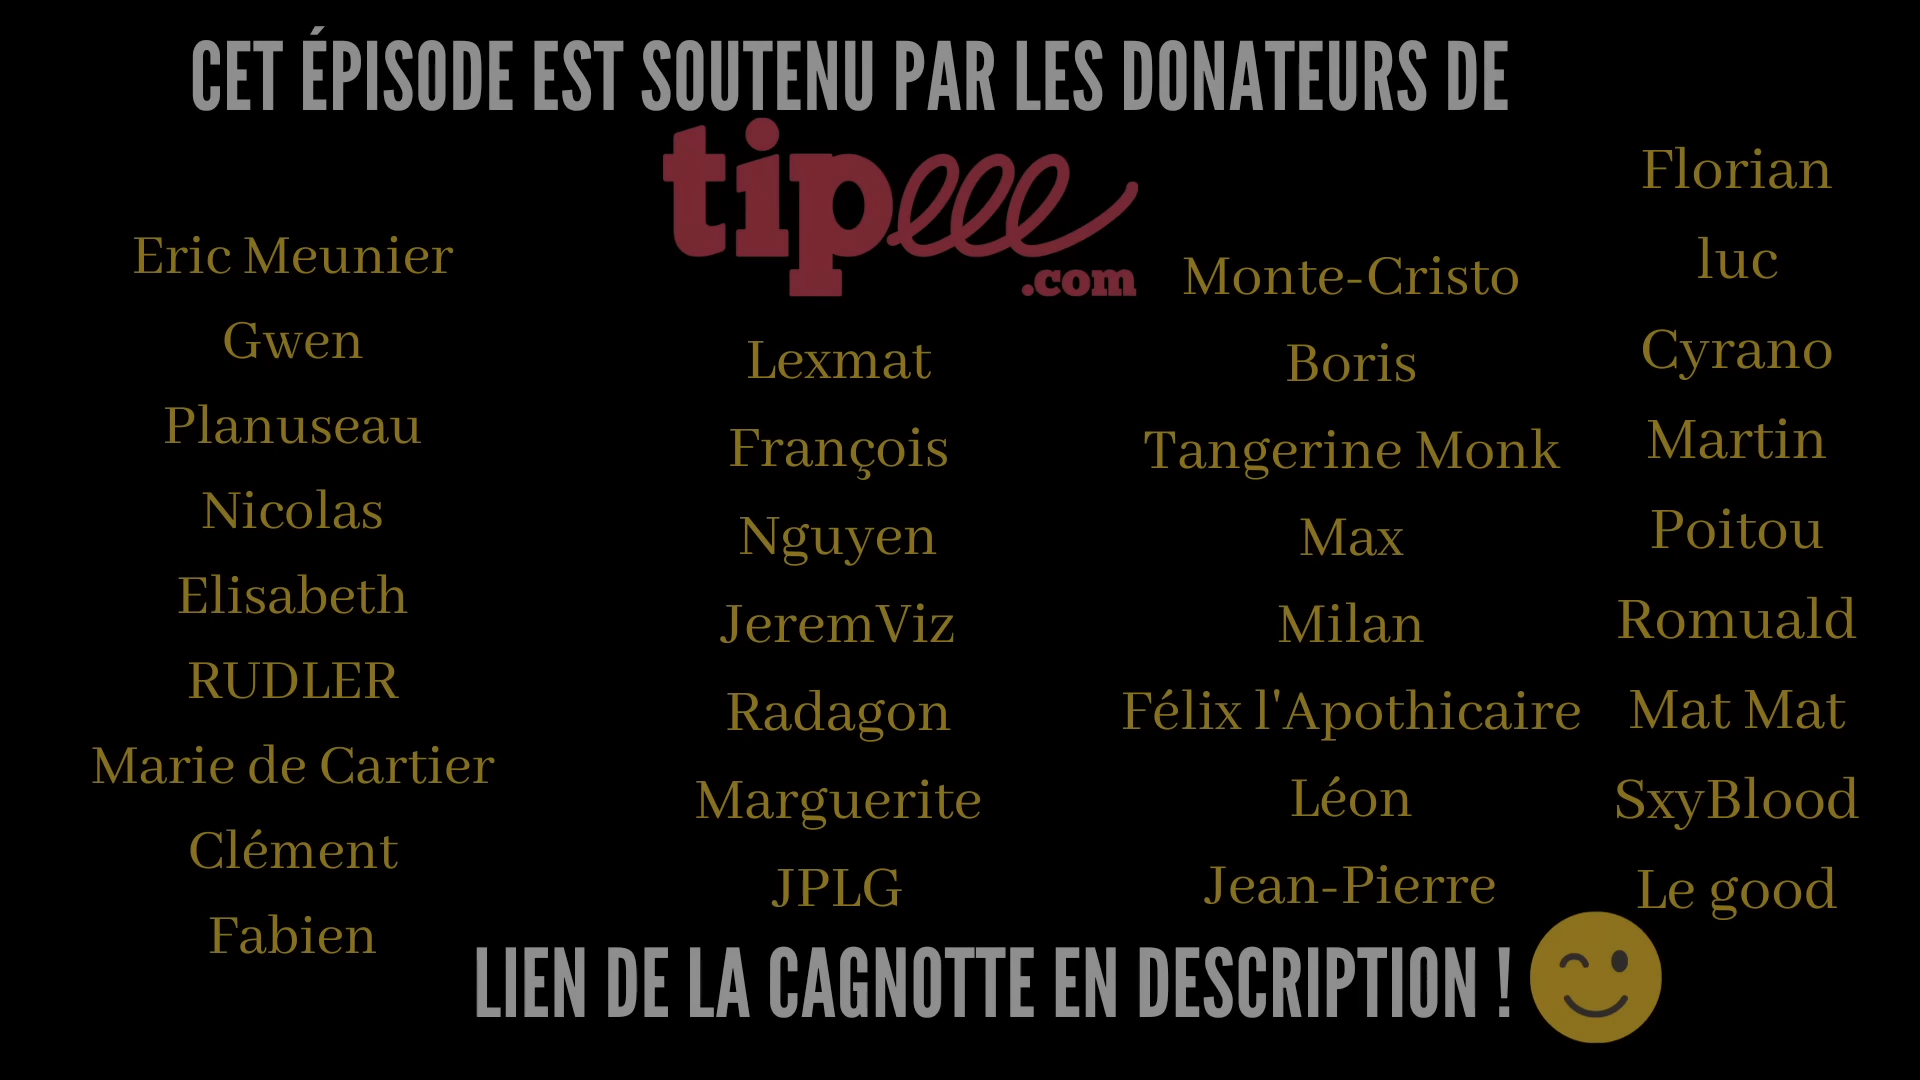 CET ÉPISODE EST SOUTENU PAR LES DONATEURS DE
tipeee
.com
Eric Meunier
Gwen
Planuseau
Nicolas
Elisabeth
RUDLER
Marie de Cartier
Clément
Fabien
Lexmat
François
Nguyen
JeremViz
Radagon
Marguerite
JPLG
Monte-Cristo
Boris
Tangerine Monk
Max
Milan
Félix l'Apothicaire
Léon
Jean-Pierre
Florian
luc
Cyrano
Martin
Poitou
Romuald
Mat Mat
SxyBlood
Le good
LIEN DE LA CAGNOTTE EN DESCRIPTION !